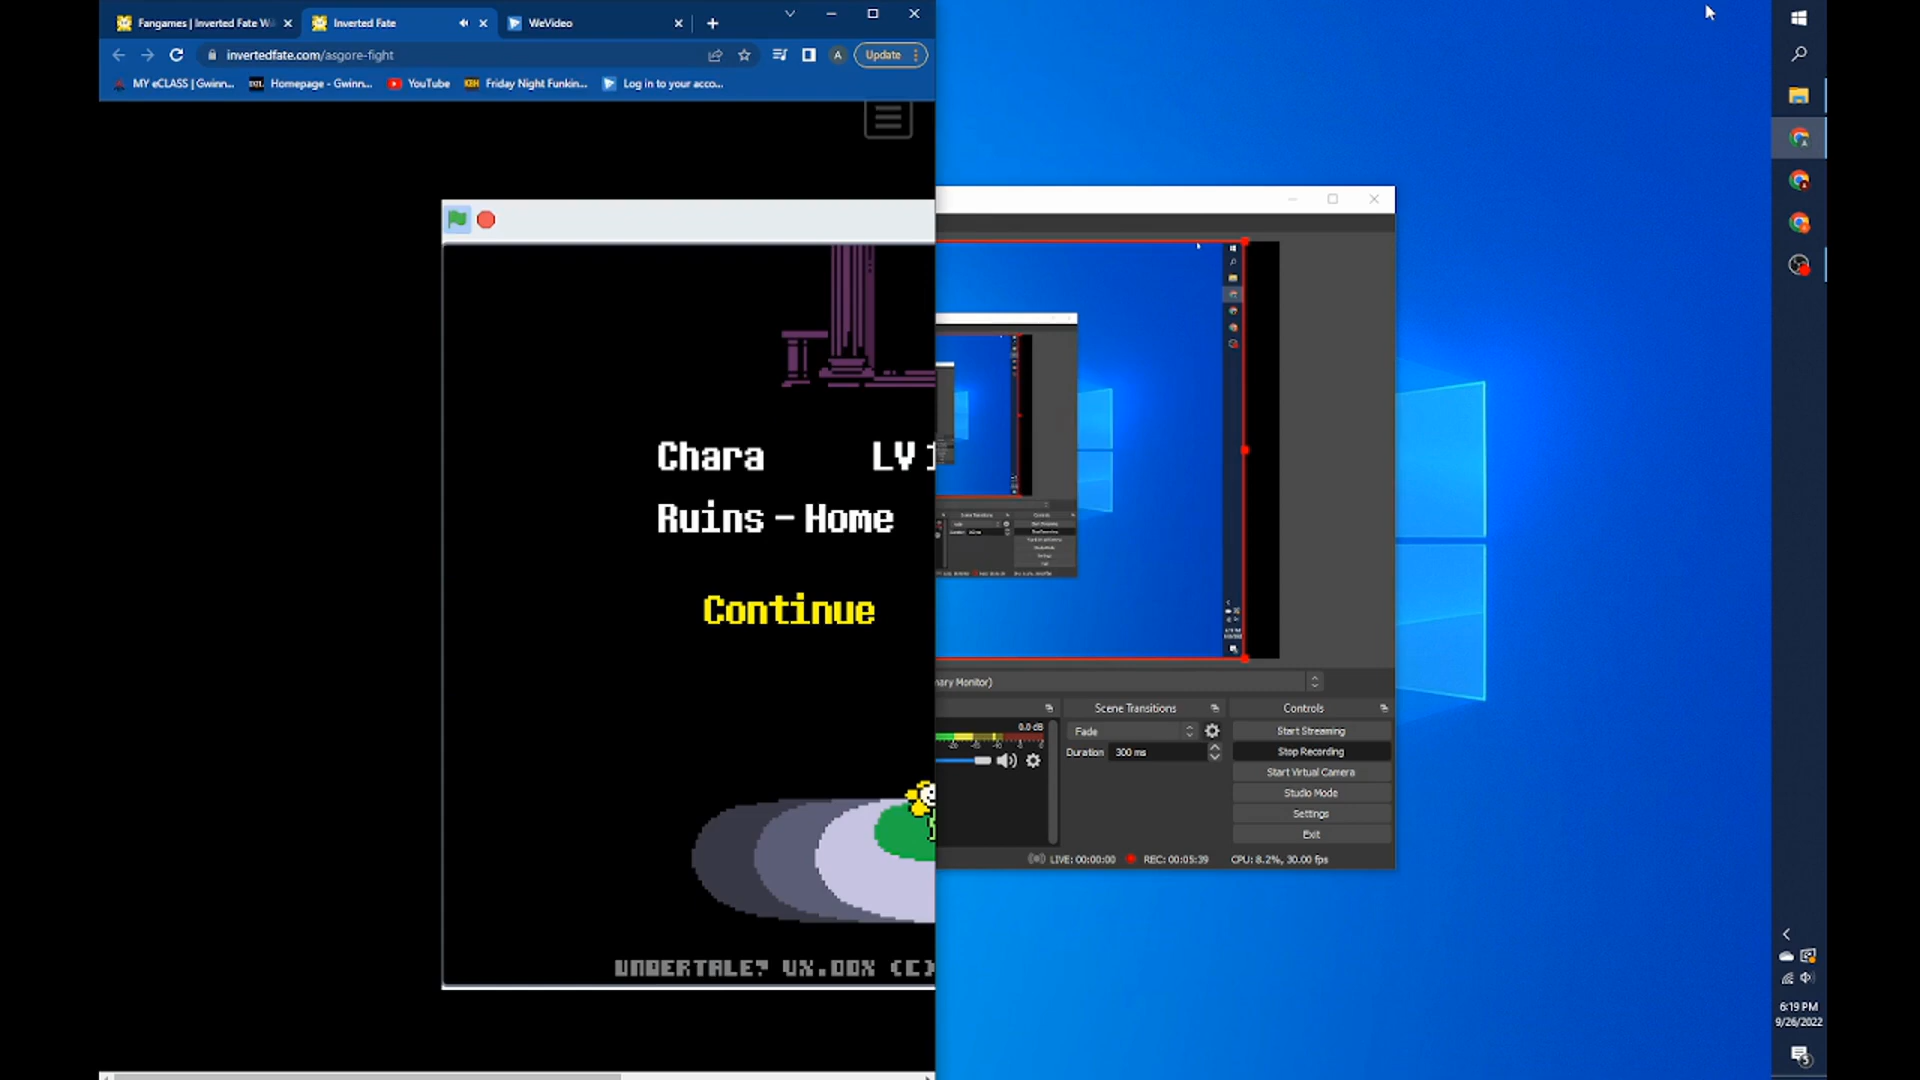 Fangames | Inverted Fate W
Inverted Fate
WeVideo
invertedfate.com/asgore-fight
A
Update
MY eCLASS | Gwinn...
Homepage - Gwinn...
YouTube
Friday Night Funkin...
Log in to your acco...
Chara LV 1
Ruins - Home
Continue
UNDERTALE?
(C)
nary Monitor)
Scene Transitions
Controls
0.0 dB
Fade
Duration 300 ms
Start Streaming
Stop Recording
Start Virtual Camera
Studio Mode
Settings
Exit
LIVE: 00:00:00
REC: 00:05:39
CPU: 8.2%, 30.00 fps
6:19 PM
9/26/2022
5